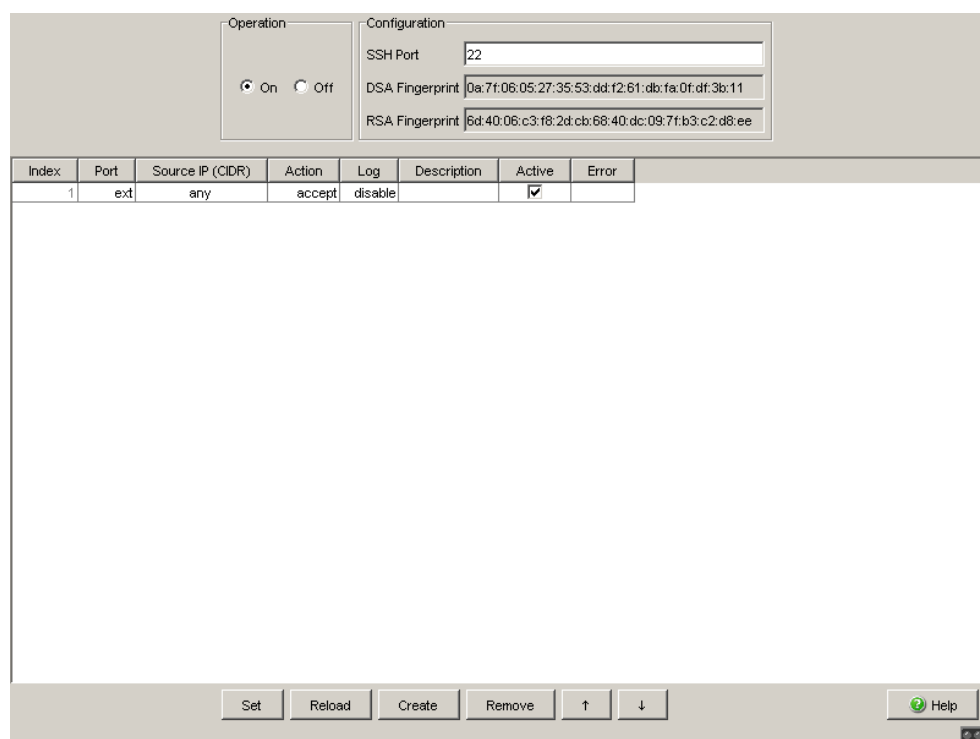 Operation
On Off
Configuration
SSH Port 22
DSA Fingerprint 0a:7f:06:05:27:35:53:dd:f2:61:db:fa:0f:df:3b:11
RSA Fingerprint 6d:40:06:c3:f8:2d:cb:68:40:dc:09:7f:b3:c2:d8:ee
Index Port Source IP (CIDR) Action Log Description Active Error
1 ext any accept disable
Set Reload Create Remove ↑ ↓ Help